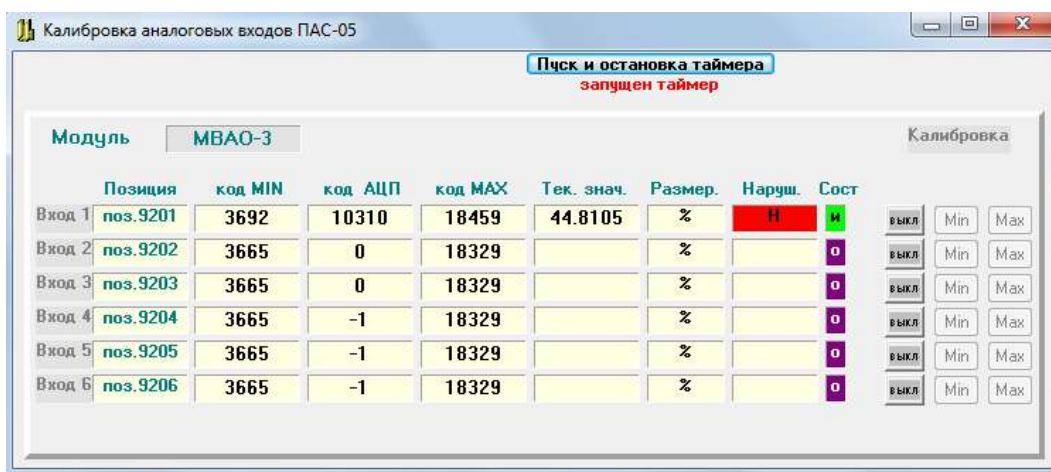 Калибровка аналоговых входов ПАС-05
Пуск и остановка таймера
запущен таймер
Модуль МВАО-3 Калибровка
Позиция код MIN код АЦП код MAX Тек. знач. Размер. Наруш. Сост
Вход 1 поз.9201 3692 10310 18459 44.8105 % Н и выкл Min Max
Вход 2 поз.9202 3665 0 18329 % о выкл Min Max
Вход 3 поз.9203 3665 0 18329 % о выкл Min Max
Вход 4 поз.9204 3665 -1 18329 % о выкл Min Max
Вход 5 поз.9205 3665 -1 18329 % о выкл Min Max
Вход 6 поз.9206 3665 -1 18329 % о выкл Min Max